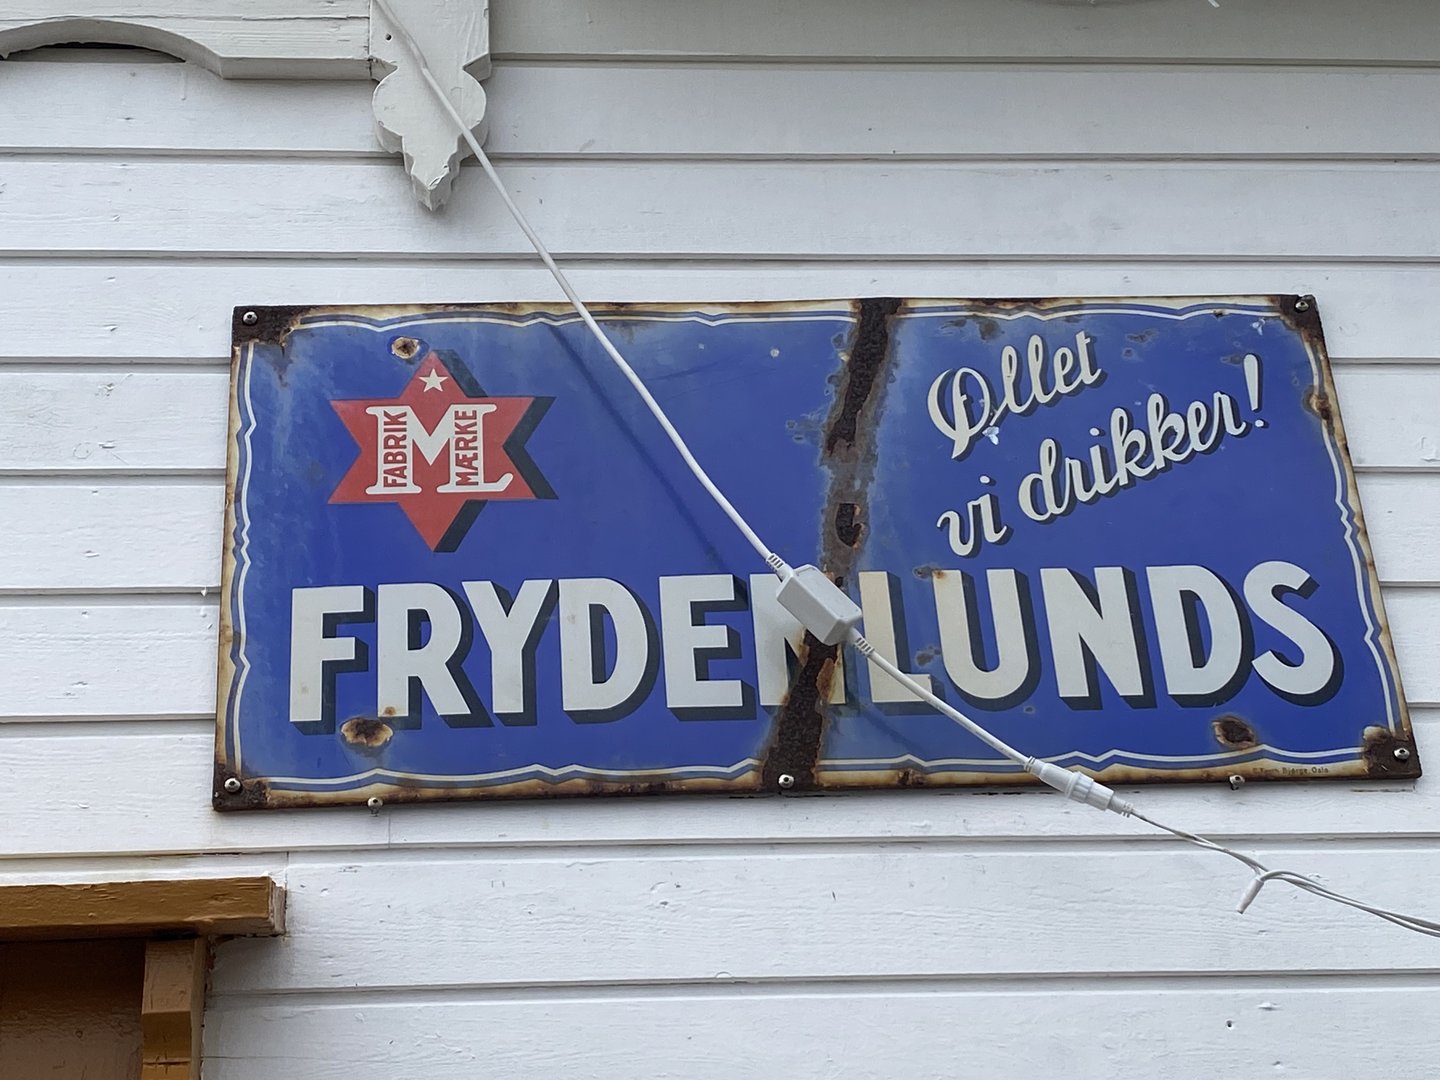 FABRIK
M
MÆRKE
Øllet
vi drikker!
FRYDENLUNDS